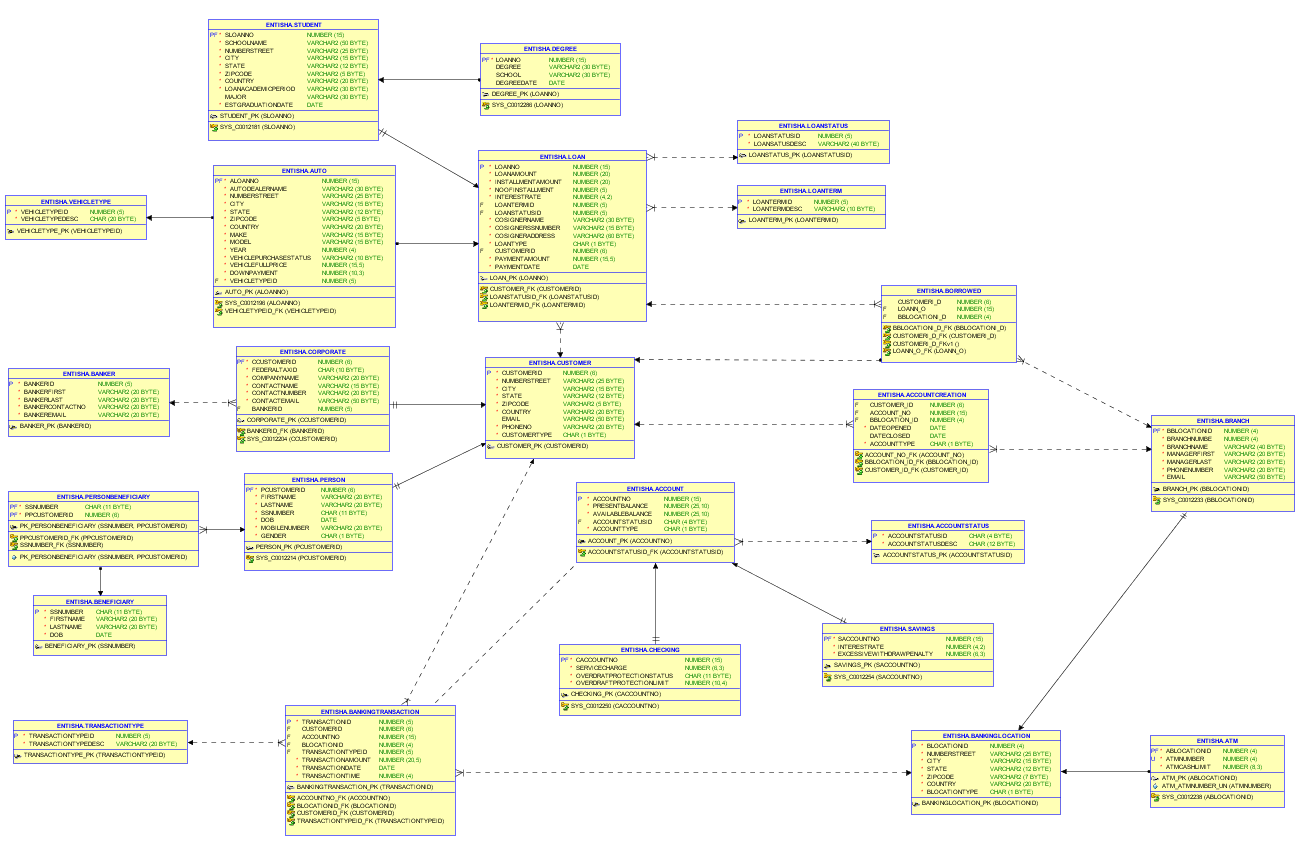 ENTISHA.STUDENT
PF * SLOANNO NUMBER (15)
* SCHOOLNAME VARCHAR2 (50 BYTE)
* NUMBERSTREET VARCHAR2 (25 BYTE)
* CITY VARCHAR2 (15 BYTE)
* STATE VARCHAR2 (12 BYTE)
* ZIPCODE VARCHAR2 (5 BYTE)
* COUNTRY VARCHAR2 (20 BYTE)
* LOANACADEMICPERIOD VARCHAR2 (30 BYTE)
MAJOR VARCHAR2 (30 BYTE)
* ESTGRADUATIONDATE DATE
STUDENT_PK (SLOANNO)
SYS_C0012181 (SLOANNO)
ENTISHA.DEGREE
PF * LOANNO NUMBER (15)
DEGREE VARCHAR2 (30 BYTE)
SCHOOL VARCHAR2 (30 BYTE)
DEGREEDATE DATE
DEGREE_PK (LOANNO)
SYS_C0012286 (LOANNO)
ENTISHA.LOANSTATUS
P * LOANSTATUSID NUMBER (5)
* LOANSATUSDESC VARCHAR2 (40 BYTE)
LOANSTATUS_PK (LOANSTATUSID)
ENTISHA.LOAN
P * LOANNO NUMBER (15)
* LOANAMOUNT NUMBER (20)
* INSTALLMENTAMOUNT NUMBER (20)
* NOOFINSTALLMENT NUMBER (5)
* INTERESTRATE NUMBER (4,2)
F LOANTERMID NUMBER (5)
F LOANSTATUSID NUMBER (5)
* COSIGNERNAME VARCHAR2 (30 BYTE)
* COSIGNERSSNUMBER VARCHAR2 (15 BYTE)
* COSIGNERADDRESS VARCHAR2 (60 BYTE)
* LOANTYPE CHAR (1 BYTE)
F CUSTOMERID NUMBER (6)
* PAYMENTAMOUNT NUMBER (15,5)
* PAYMENTDATE DATE
LOAN_PK (LOANNO)
CUSTOMER_FK (CUSTOMERID)
LOANSTATUSID_FK (LOANSTATUSID)
LOANTERMID_FK (LOANTERMID)
ENTISHA.AUTO
PF * ALOANNO NUMBER (15)
* AUTODEALERNAME VARCHAR2 (30 BYTE)
* NUMBERSTREET VARCHAR2 (25 BYTE)
* CITY VARCHAR2 (15 BYTE)
* STATE VARCHAR2 (12 BYTE)
* ZIPCODE VARCHAR2 (5 BYTE)
* COUNTRY VARCHAR2 (20 BYTE)
* MAKE VARCHAR2 (15 BYTE)
* MODEL VARCHAR2 (15 BYTE)
* YEAR NUMBER (4)
* VEHICLEPURCHASESTATUS VARCHAR2 (10 BYTE)
* VEHICLEFULLPRICE NUMBER (15,5)
* DOWNPAYMENT NUMBER (10,3)
F * VEHICLETYPEID NUMBER (5)
AUTO_PK (ALOANNO)
SYS_C0012196 (ALOANNO)
VEHICLETYPEID_FK (VEHICLETYPEID)
ENTISHA.LOANTERM
P * LOANTERMID NUMBER (5)
* LOANTERMDESC VARCHAR2 (10 BYTE)
LOANTERM_PK (LOANTERMID)
ENTISHA.VEHICLETYPE
P * VEHICLETYPEID NUMBER (5)
* VEHICLETYPEDESC CHAR (20 BYTE)
VEHICLETYPE_PK (VEHICLETYPEID)
ENTISHA.BORROWED
CUSTOMERI_D NUMBER (6)
F LOANN_O NUMBER (15)
F BBLOCATIONI_D NUMBER (4)
BBLOCATIONI_D_FK (BBLOCATIONI_D)
CUSTOMERI_D_FK (CUSTOMERI_D)
CUSTOMERI_D_FKv1 ()
LOANN_O_FK (LOANN_O)
ENTISHA.CORPORATE
PF * CCUSTOMERID NUMBER (6)
* FEDERALTAXID CHAR (10 BYTE)
* COMPANYNAME VARCHAR2 (20 BYTE)
* CONTACTNAME VARCHAR2 (15 BYTE)
* CONTACTNUMBER VARCHAR2 (20 BYTE)
* CONTACTEMAIL VARCHAR2 (50 BYTE)
F BANKERID NUMBER (5)
CORPORATE_PK (CCUSTOMERID)
BANKERID_FK (BANKERID)
SYS_C0012204 (CCUSTOMERID)
ENTISHA.CUSTOMER
P * CUSTOMERID NUMBER (6)
* NUMBERSTREET VARCHAR2 (25 BYTE)
* CITY VARCHAR2 (15 BYTE)
* STATE VARCHAR2 (12 BYTE)
* ZIPCODE VARCHAR2 (5 BYTE)
* COUNTRY VARCHAR2 (20 BYTE)
EMAIL VARCHAR2 (50 BYTE)
* PHONENO VARCHAR2 (20 BYTE)
* CUSTOMERTYPE CHAR (1 BYTE)
CUSTOMER_PK (CUSTOMERID)
ENTISHA.BANKER
P * BANKERID NUMBER (5)
* BANKERFIRST VARCHAR2 (20 BYTE)
* BANKERLAST VARCHAR2 (20 BYTE)
* BANKERCONTACTNO VARCHAR2 (20 BYTE)
* BANKEREMAIL VARCHAR2 (20 BYTE)
BANKER_PK (BANKERID)
ENTISHA.ACCOUNTCREATION
F CUSTOMER_ID NUMBER (6)
F ACCOUNT_NO NUMBER (15)
F BBLOCATION_ID NUMBER (4)
* DATEOPENED DATE
DATECLOSED DATE
* ACCOUNTTYPE CHAR (1 BYTE)
ACCOUNT_NO_FK (ACCOUNT_NO)
BBLOCATION_ID_FK (BBLOCATION_ID)
CUSTOMER_ID_FK (CUSTOMER_ID)
ENTISHA.BRANCH
PF * BBLOCATIONID NUMBER (4)
* BRANCHNUMBE NUMBER (4)
* BRANCHNAME VARCHAR2 (40 BYTE)
* MANAGERFIRST VARCHAR2 (20 BYTE)
* MANAGERLAST VARCHAR2 (20 BYTE)
* PHONENUMBER VARCHAR2 (20 BYTE)
* EMAIL VARCHAR2 (50 BYTE)
BRANCH_PK (BBLOCATIONID)
SYS_C0012233 (BBLOCATIONID)
ENTISHA.PERSON
PF * PCUSTOMERID NUMBER (6)
* FIRSTNAME VARCHAR2 (20 BYTE)
* LASTNAME VARCHAR2 (20 BYTE)
* SSNUMBER CHAR (11 BYTE)
* DOB DATE
* MOBILENUMBER VARCHAR2 (20 BYTE)
* GENDER CHAR (1 BYTE)
PERSON_PK (PCUSTOMERID)
SYS_C0012214 (PCUSTOMERID)
ENTISHA.PERSONBENEFICIARY
PF * SSNUMBER CHAR (11 BYTE)
PF * PPCUSTOMERID NUMBER (6)
PK_PERSONBENEFICIARY (SSNUMBER, PPCUSTOMERID)
PPCUSTOMERID_FK (PPCUSTOMERID)
SSNUMBER_FK (SSNUMBER)
PK_PERSONBENEFICIARY (SSNUMBER, PPCUSTOMERID)
ENTISHA.ACCOUNT
P * ACCOUNTNO NUMBER (15)
* PRESENTBALANCE NUMBER (25,10)
* AVAILABLEBALANCE NUMBER (25,10)
F ACCOUNTSTATUSID CHAR (4 BYTE)
* ACCOUNTTYPE CHAR (1 BYTE)
ACCOUNT_PK (ACCOUNTNO)
ACCOUNTSTATUSID_FK (ACCOUNTSTATUSID)
ENTISHA.ACCOUNTSTATUS
P * ACCOUNTSTATUSID CHAR (4 BYTE)
* ACCOUNTSTATUSDESC CHAR (12 BYTE)
ACCOUNTSTATUS_PK (ACCOUNTSTATUSID)
ENTISHA.BENEFICIARY
P * SSNUMBER CHAR (11 BYTE)
* FIRSTNAME VARCHAR2 (20 BYTE)
* LASTNAME VARCHAR2 (20 BYTE)
* DOB DATE
BENEFICIARY_PK (SSNUMBER)
ENTISHA.SAVINGS
PF * SACCOUNTNO NUMBER (15)
* INTERESTRATE NUMBER (4,2)
* EXCESSIVEWITHDRAWPENALTY NUMBER (6,3)
SAVINGS_PK (SACCOUNTNO)
SYS_C0012254 (SACCOUNTNO)
ENTISHA.CHECKING
PF * CACCOUNTNO NUMBER (15)
* SERVICECHARGE NUMBER (6,3)
* OVERDRATPROTECTIONSTATUS CHAR (11 BYTE)
* OVERDRAFTPROTECTIONLIMIT NUMBER (10,4)
CHECKING_PK (CACCOUNTNO)
SYS_C0012250 (CACCOUNTNO)
ENTISHA.BANKINGTRANSACTION
P * TRANSACTIONID NUMBER (5)
F CUSTOMERID NUMBER (6)
F ACCOUNTNO NUMBER (15)
F BLOCATIONID NUMBER (4)
F TRANSACTIONTYPEID NUMBER (5)
* TRANSACTIONAMOUNT NUMBER (20,5)
* TRANSACTIONDATE DATE
* TRANSACTIONTIME NUMBER (4)
BANKINGTRANSACTION_PK (TRANSACTIONID)
ACCOUNTNO_FK (ACCOUNTNO)
BLOCATIONID_FK (BLOCATIONID)
CUSTOMERID_FK (CUSTOMERID)
TRANSACTIONTYPEID_FK (TRANSACTIONTYPEID)
ENTISHA.TRANSACTIONTYPE
P * TRANSACTIONTYPEID NUMBER (5)
* TRANSACTIONTYPEDESC VARCHAR2 (20 BYTE)
TRANSACTIONTYPE_PK (TRANSACTIONTYPEID)
ENTISHA.BANKINGLOCATION
P * BLOCATIONID NUMBER (4)
* NUMBERSTREET VARCHAR2 (25 BYTE)
* CITY VARCHAR2 (15 BYTE)
* STATE VARCHAR2 (12 BYTE)
* ZIPCODE VARCHAR2 (7 BYTE)
* COUNTRY VARCHAR2 (20 BYTE)
* BLOCATIONTYPE CHAR (1 BYTE)
BANKINGLOCATION_PK (BLOCATIONID)
ENTISHA.ATM
PF * ABLOCATIONID NUMBER (4)
U * ATMNUMBER NUMBER (4)
* ATMCASHLIMIT NUMBER (8,3)
ATM_PK (ABLOCATIONID)
ATM_ATMNUMBER_UN (ATMNUMBER)
SYS_C0012238 (ABLOCATIONID)